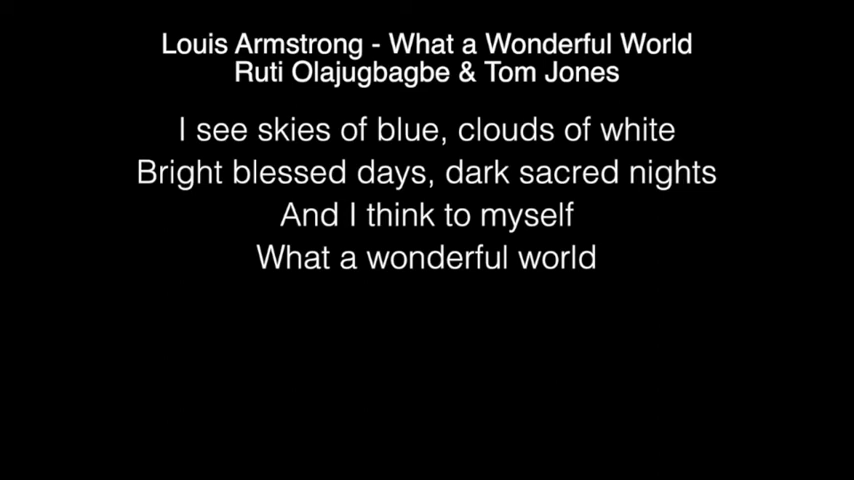 Louis Armstrong - What a Wonderful World
Ruti Olajugbagbe & Tom Jones
I see skies of blue, clouds of white
Bright blessed days, dark sacred nights
And I think to myself
What a wonderful world